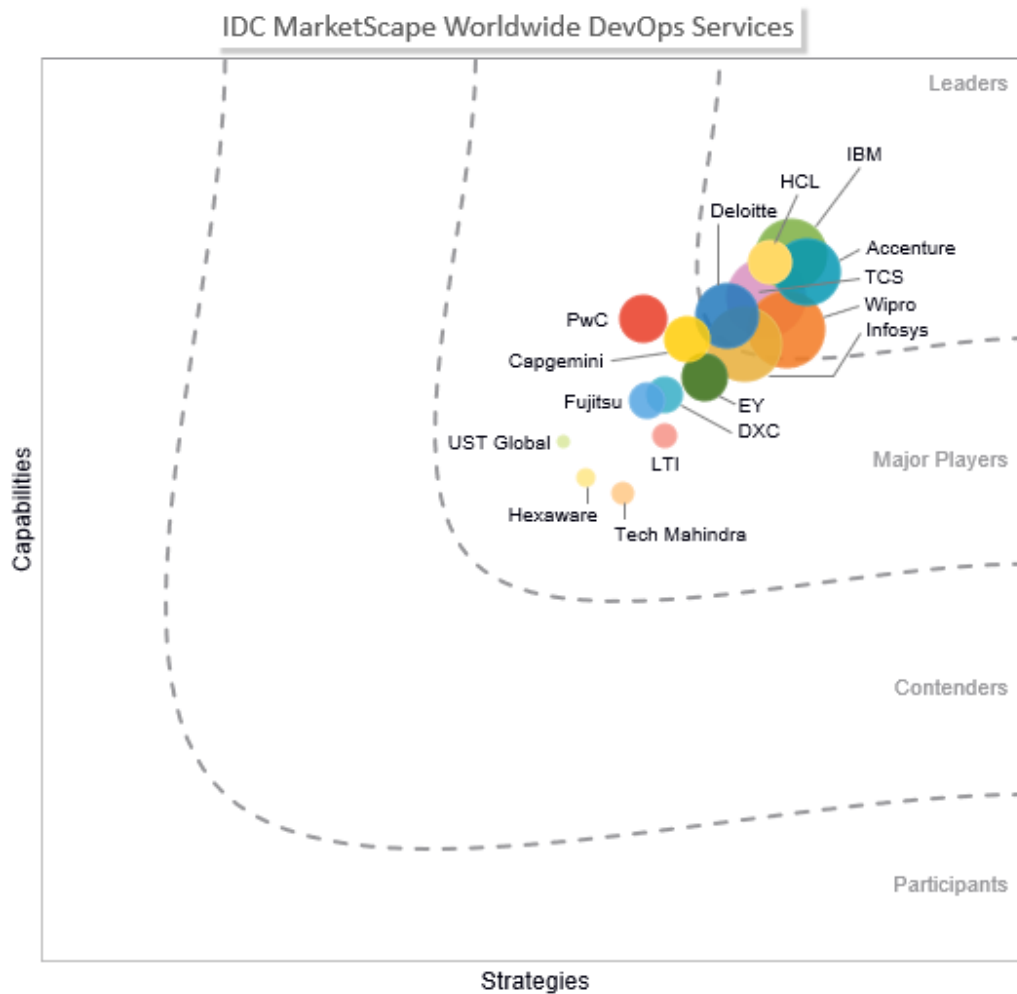 IDC MarketScape Worldwide DevOps Services
Leaders
IBM
HCL
Deloitte
Accenture
TCS
Wipro
PwC
Infosys
Capgemini
Fujitsu
EY
DXC
UST Global
LTI
Major Players
Hexaware
Tech Mahindra
Capabilities
Contenders
Participants
Strategies